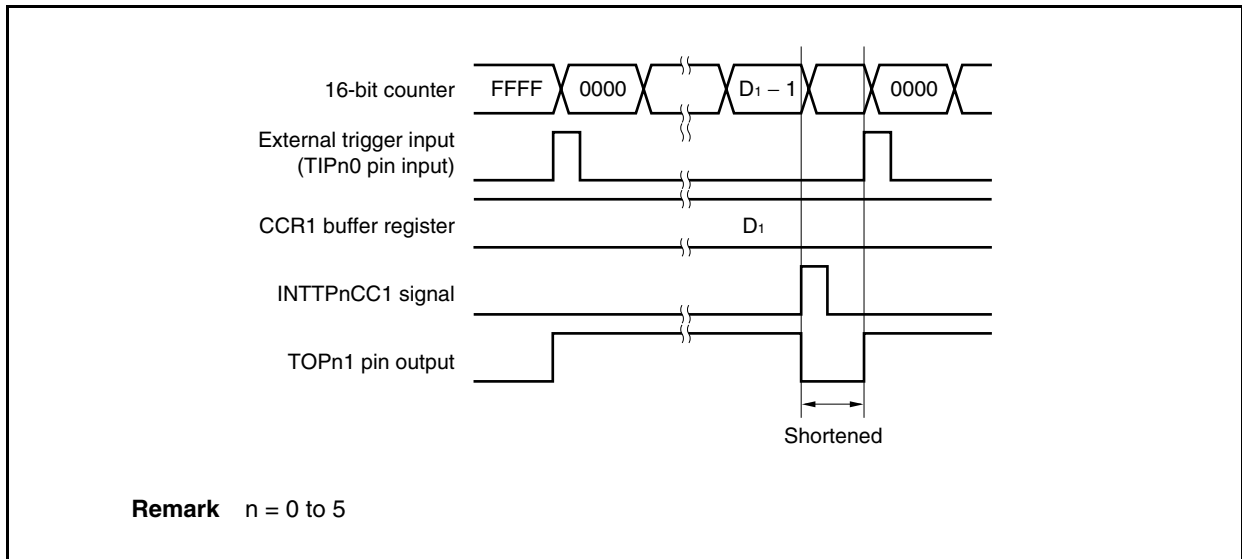 16-bit counter FFFF 0000 D₁ − 1 0000
External trigger input
(TIPn0 pin input)
CCR1 buffer register D₁
INTTPnCC1 signal
TOPn1 pin output
Shortened
Remark n = 0 to 5